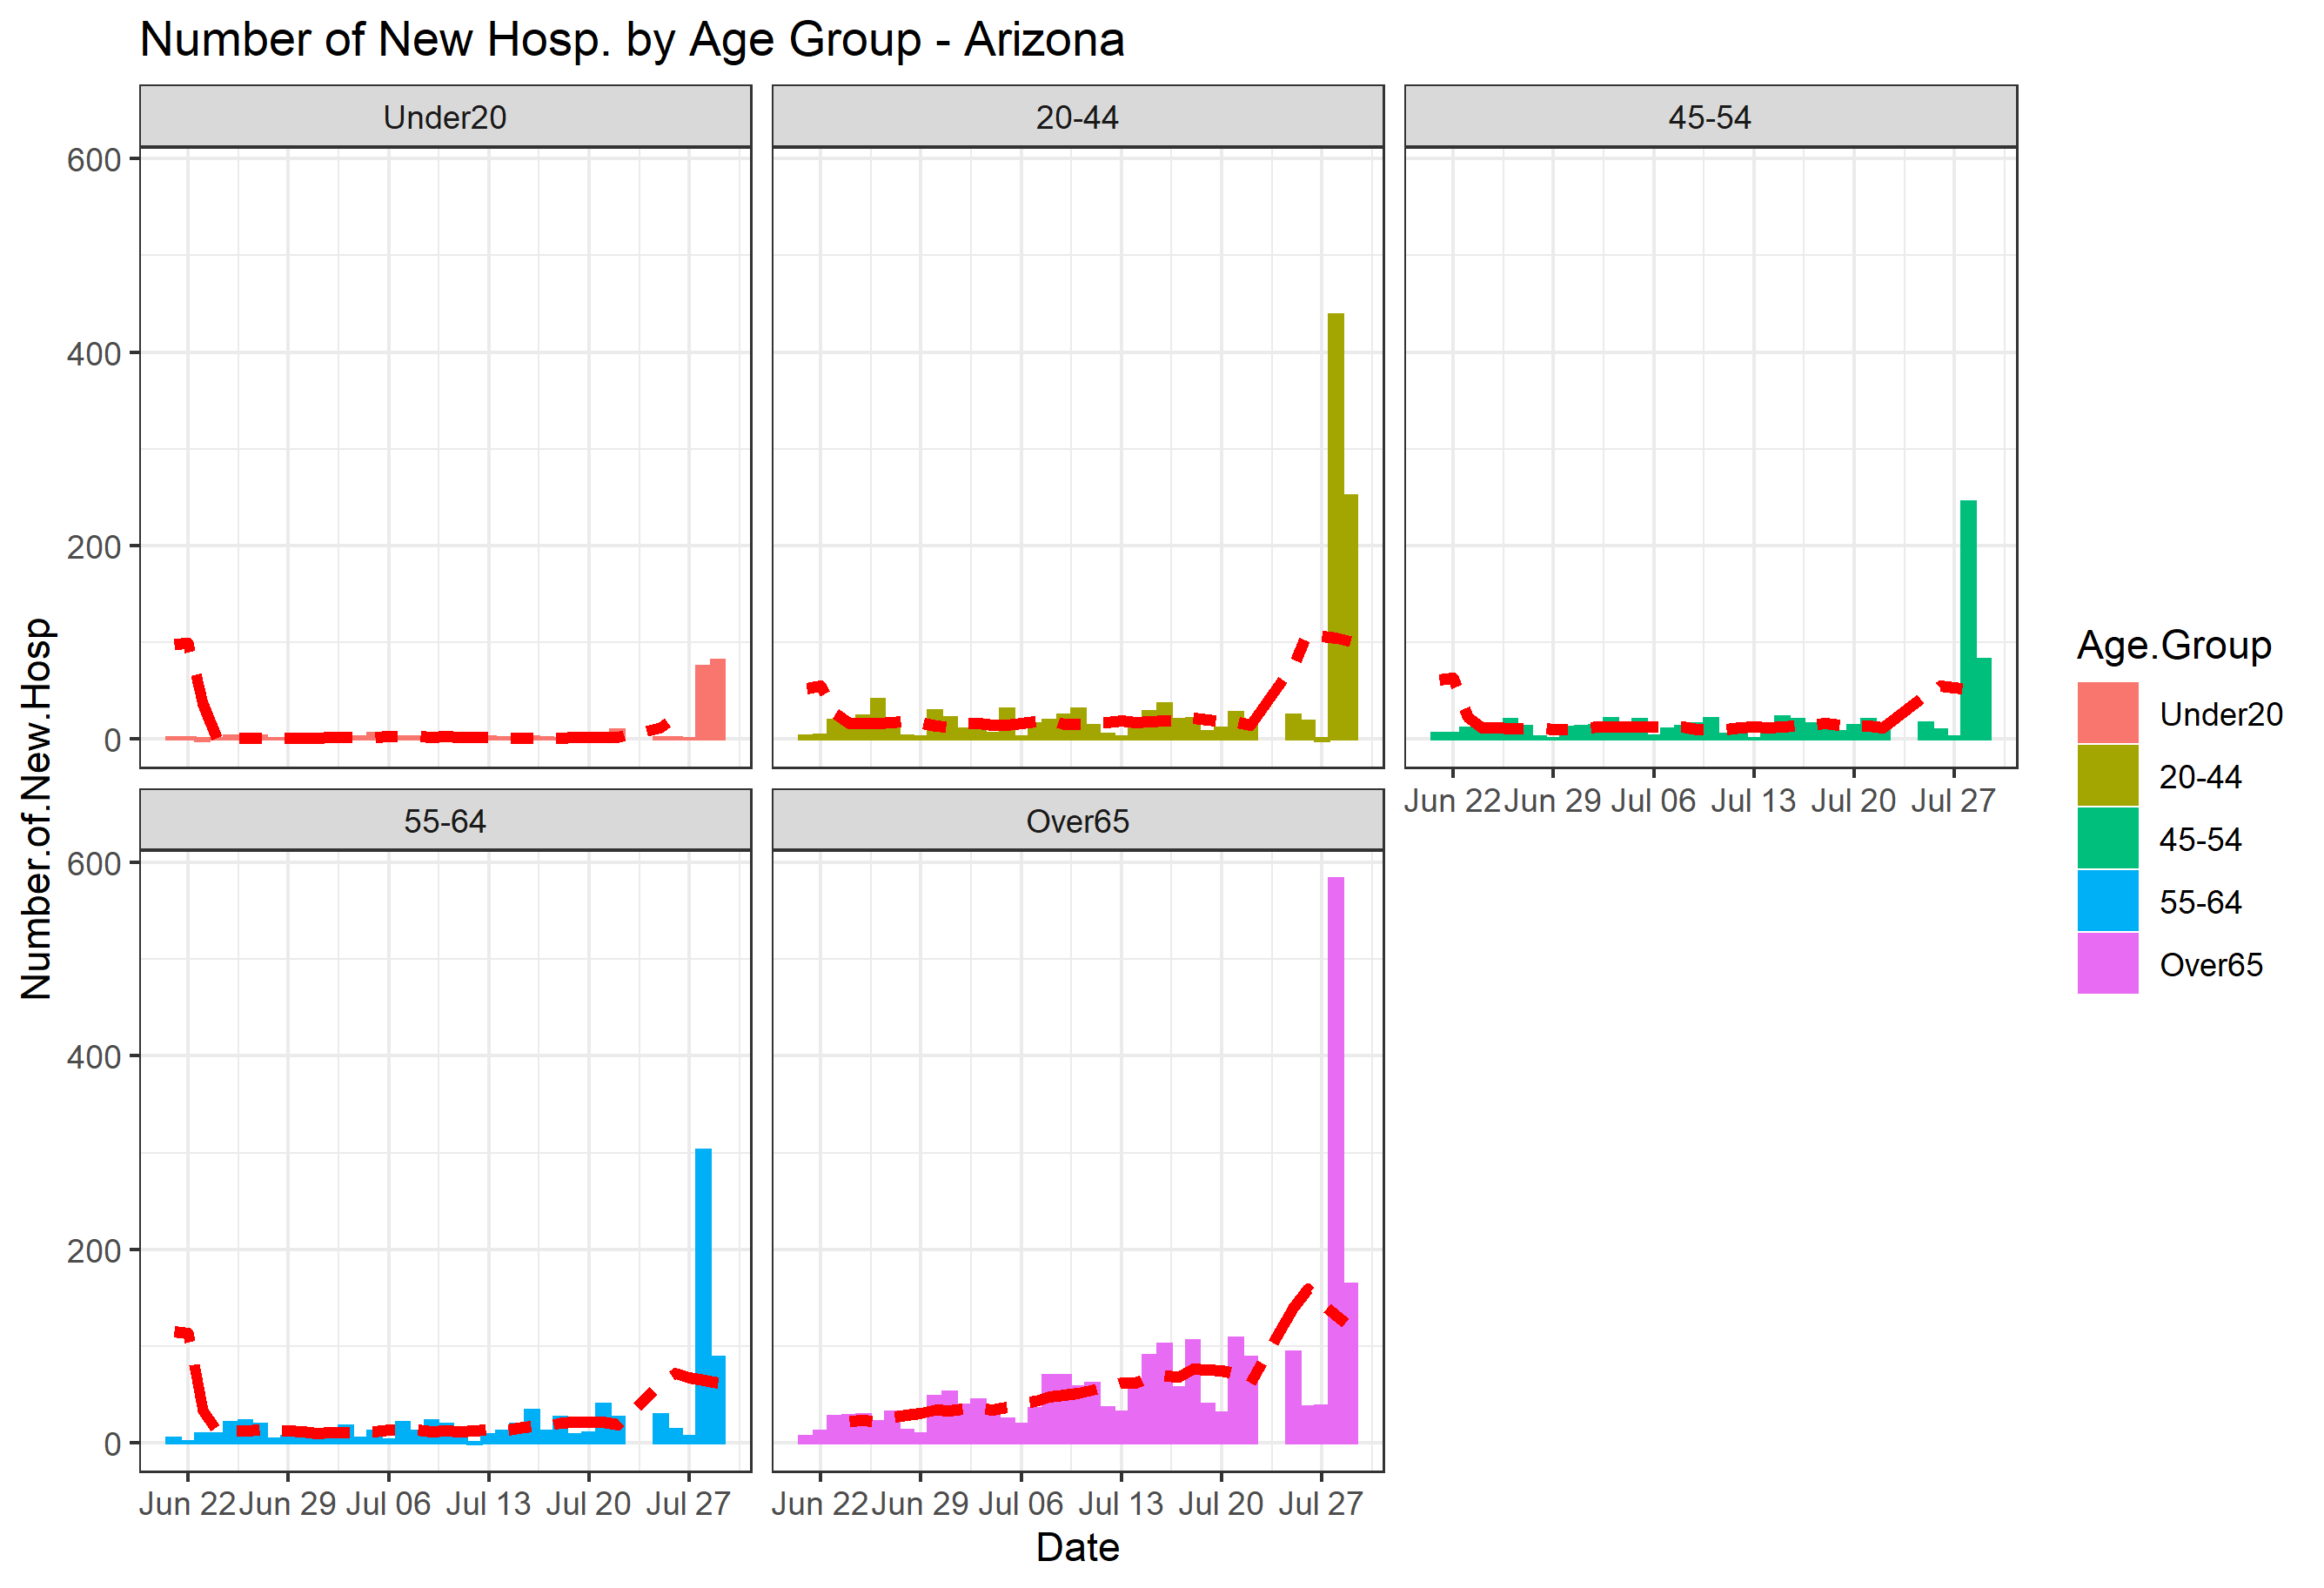 Number of New Hosp. by Age Group - Arizona
Under20
20-44
45-54
600
400
200
0
Jun 22 Jun 29 Jul 06 Jul 13 Jul 20 Jul 27
55-64
Over65
600
400
200
0
Jun 22 Jun 29 Jul 06 Jul 13 Jul 20 Jul 27
Jun 22 Jun 29 Jul 06 Jul 13 Jul 20 Jul 27
Date
Number.of.New.Hosp
Age.Group
Under20
20-44
45-54
55-64
Over65